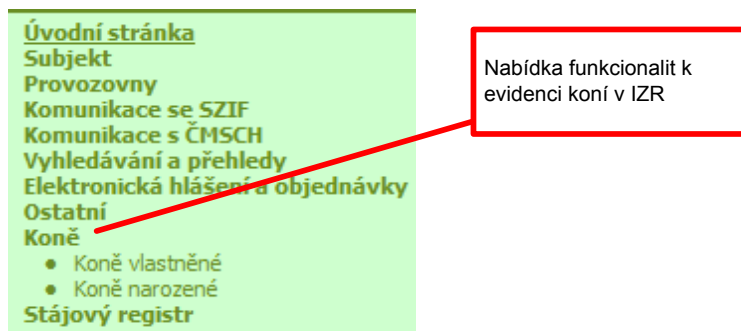 Úvodní stránka
Subjekt
Provozovny
Komunikace se SZIF
Komunikace s ČMSCH
Vyhledávání a přehledy
Elektronická hlášení a objednávky
Ostatní
Koně
• Koně vlastněné
• Koně narozené
Stájový registr
Nabídka funkcionalit k
evidenci koní v IZR